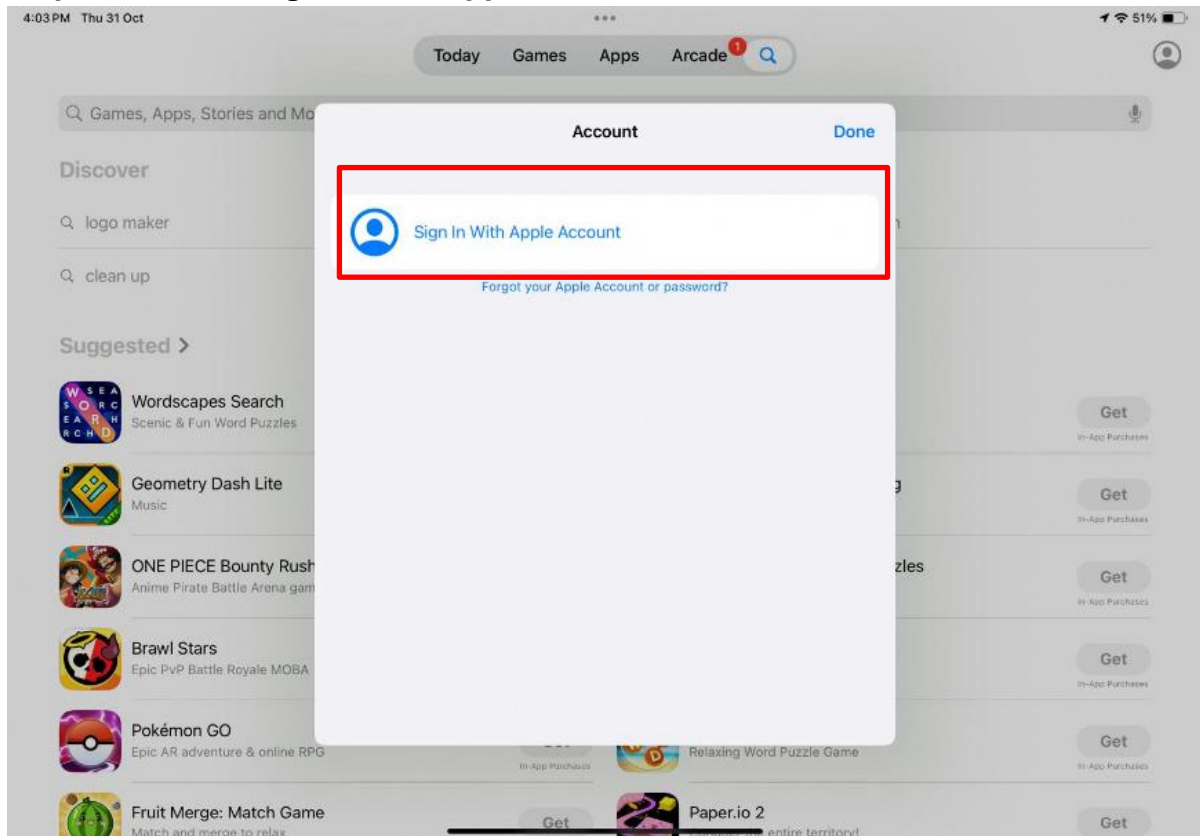 4:03 PM Thu 31 Oct
51%
Today Games Apps Arcade 1
Games, Apps, Stories and Mo
Account Done
Discover
Sign In With Apple Account
logo maker
clean up
Forgot your Apple Account or password?
Suggested >
Wordscapes Search
Scenic & Fun Word Puzzles
Get
In-App Purchases
Geometry Dash Lite
Music
g
Get
In-App Purchases
ONE PIECE Bounty Rush
Anime Pirate Battle Arena gam
zles
Get
In-App Purchases
Brawl Stars
Epic PvP Battle Royale MOBA
Get
In-App Purchases
Pokémon GO
Epic AR adventure & online RPG
In-App Purchases
Relaxing Word Puzzle Game
Get
In-App Purchases
Fruit Merge: Match Game
Match and merge to relax
Get
Paper.io 2
entire territory!
Get